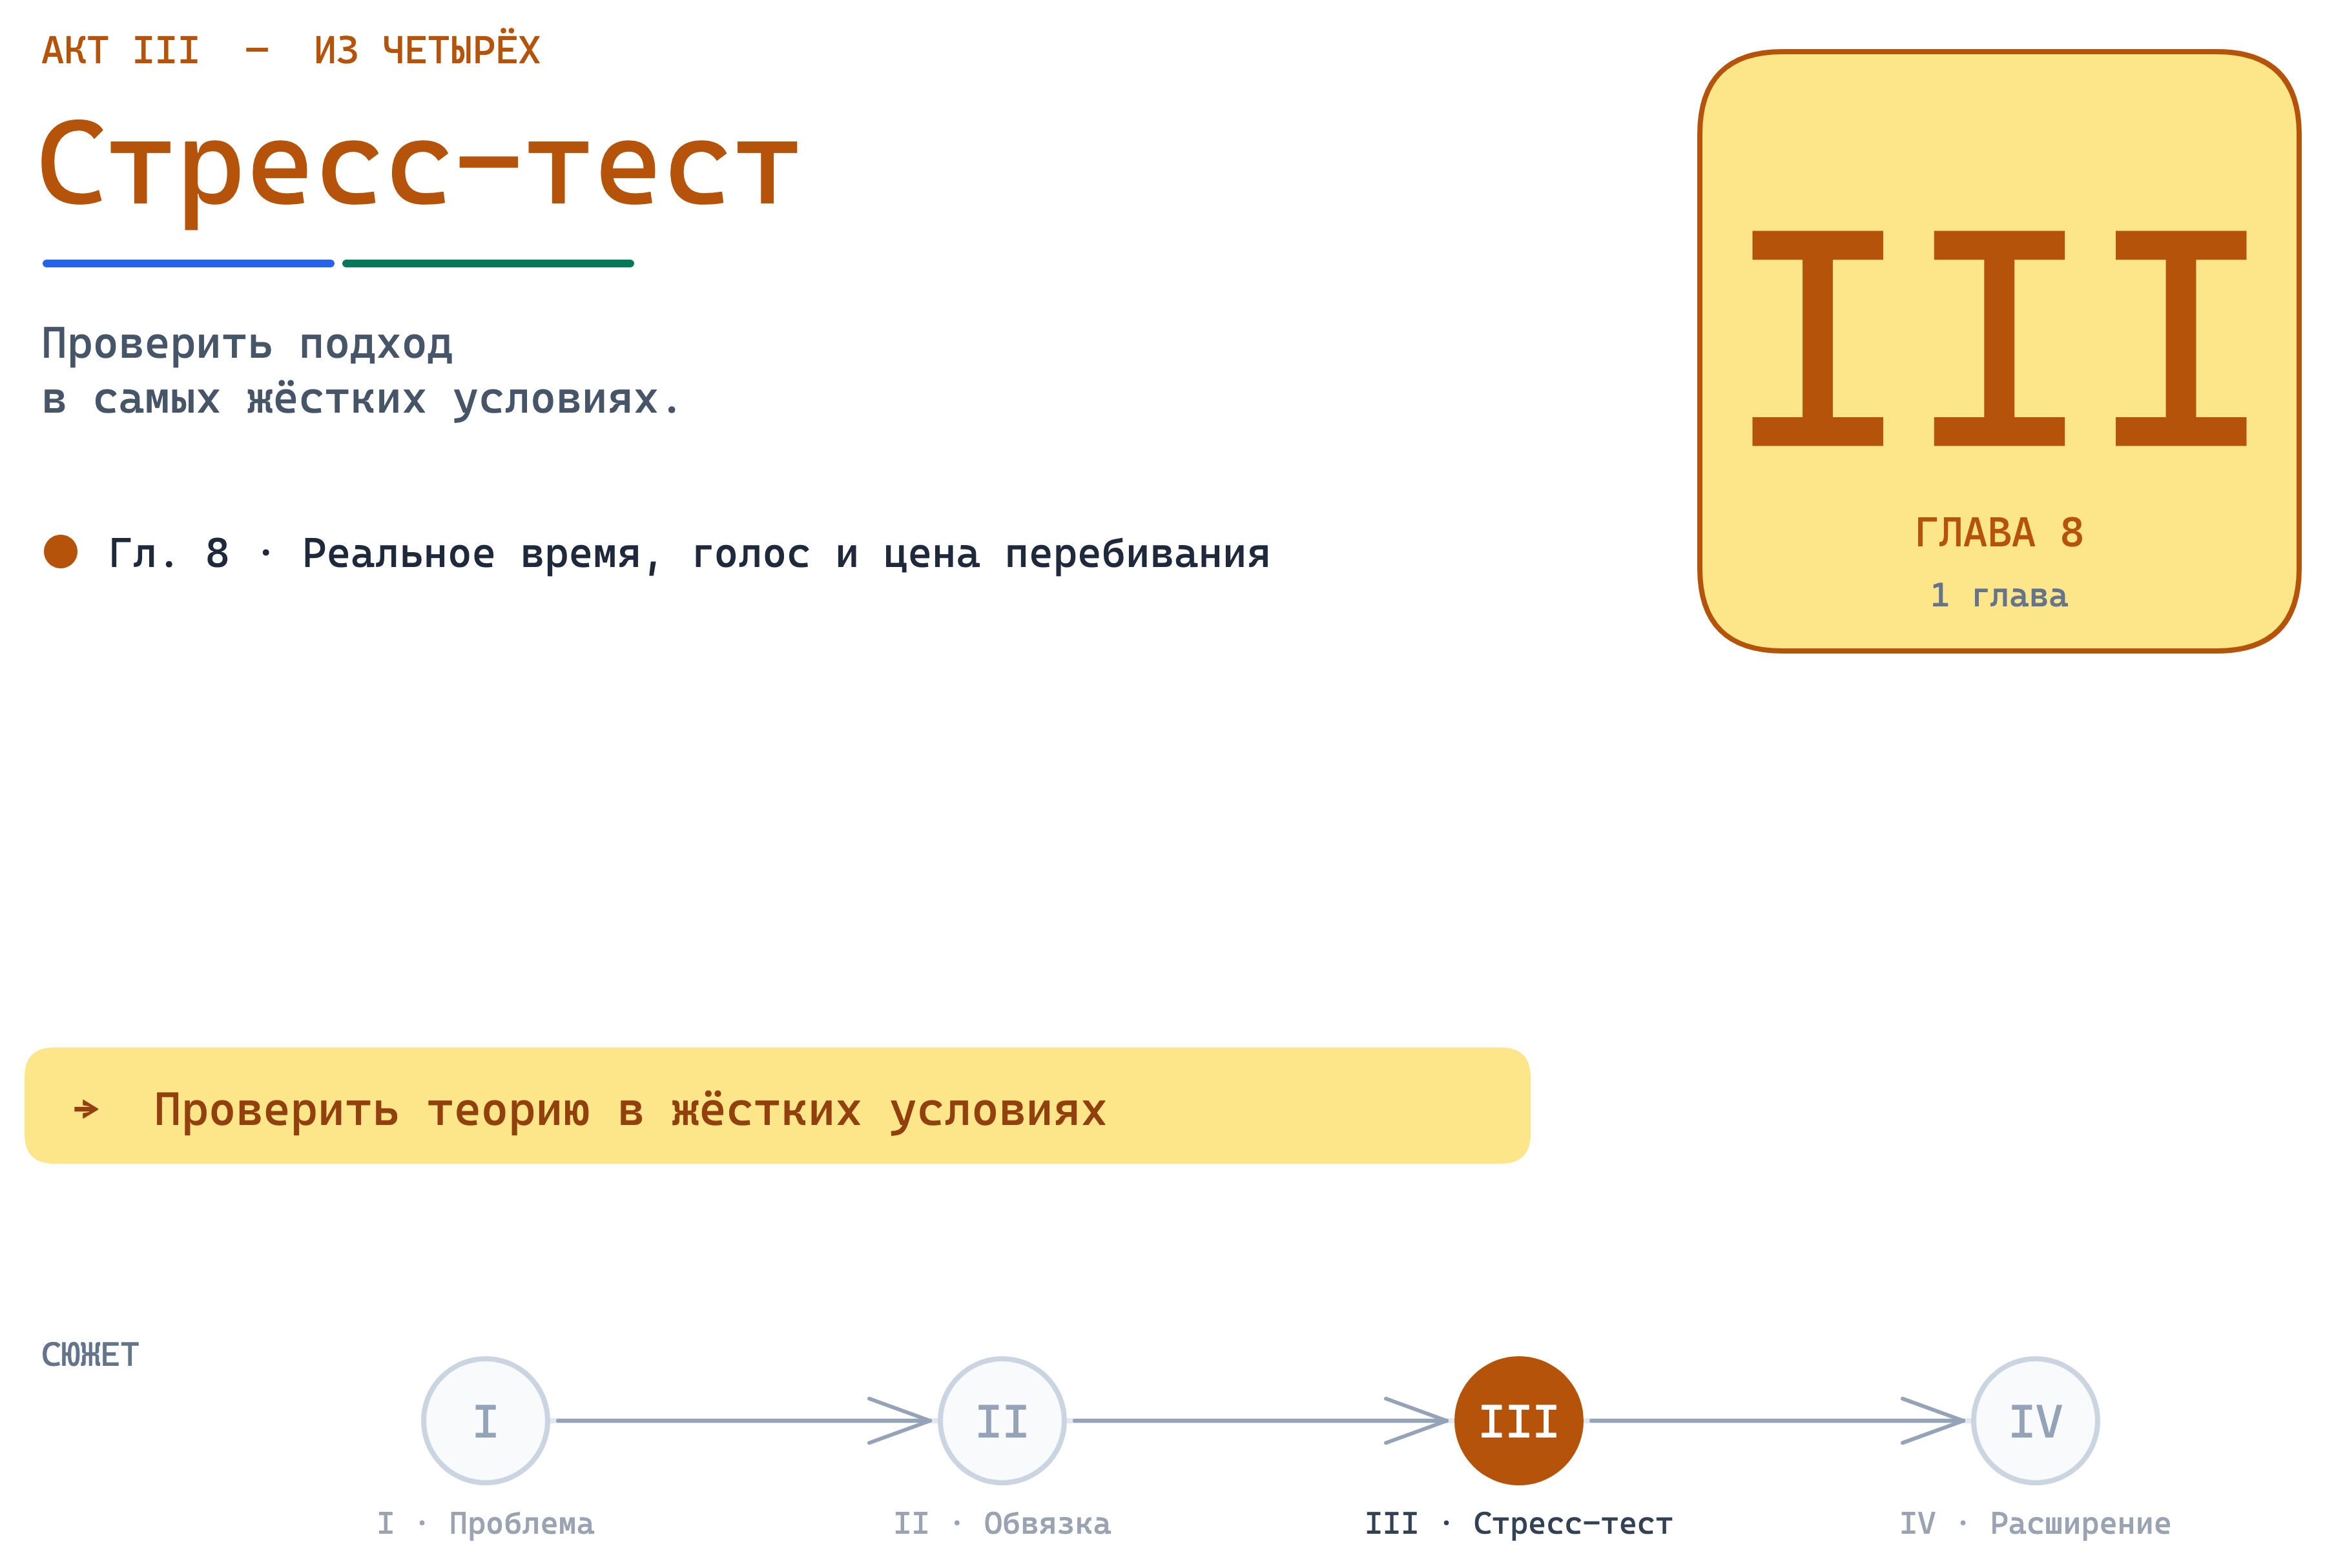 АКТ III — ИЗ ЧЕТЫРЁХ
Стресс-тест
Проверить подход
в самых жёстких условиях.
Гл. 8 · Реальное время, голос и цена перебивания
III
ГЛАВА 8
1 глава
→ Проверить теорию в жёстких условиях
СЮЖЕТ
I
II
III
IV
I · Проблема
II · Обвязка
III · Стресс-тест
IV · Расширение